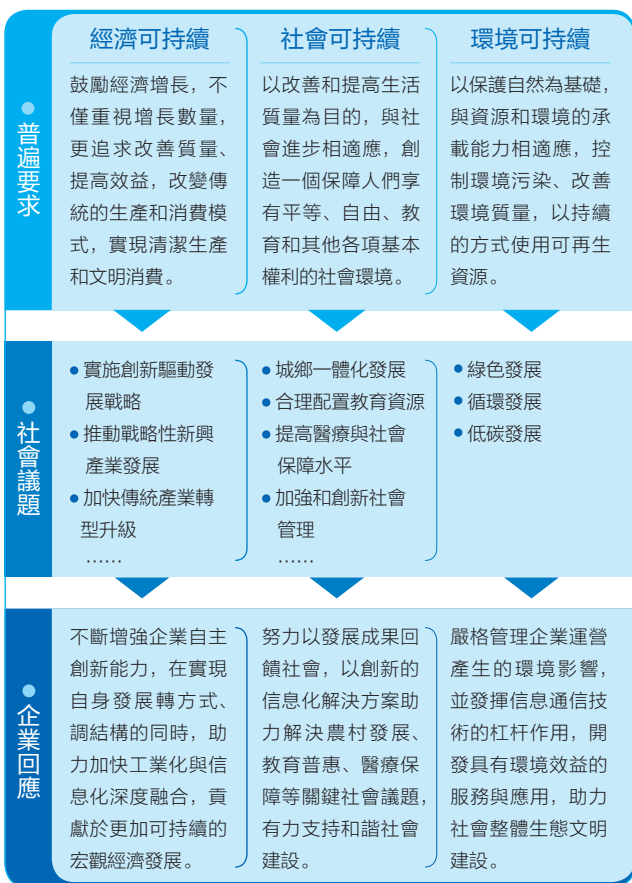 經濟可持續
社會可持續
環境可持續
普遍要求
鼓勵經濟增長，不
僅重視增長數量，
更追求改善質量、
提高效益，改變傳
統的生產和消費模
式，實現清潔生產
和文明消費。
以改善和提高生活
質量為目的，與社
會進步相適應，創
造一個保障人們享
有平等、自由、教
育和其他各項基本
權利的社會環境。
以保護自然為基礎，
與資源和環境的承
載能力相適應，控
制環境污染、改善
環境質量，以持續
的方式使用可再生
資源。
社會議題
●實施創新驅動發
展戰略
●推動戰略性新興
產業發展
●加快傳統產業轉
型升級
……
●城鄉一體化發展
●合理配置教育資源
●提高醫療與社會
保障水平
●加強和創新社會
管理
……
●綠色發展
●循環發展
●低碳發展
企業回應
不斷增強企業自主
創新能力，在實現
自身發展轉方式、
調結構的同時，助
力加快工業化與信
息化深度融合，貢
獻於更加可持續的
宏觀經濟發展。
努力以發展成果回
饋社會，以創新的
信息化解決方案助
力解決農村發展、
教育普惠、醫療保
障等關鍵社會議題，
有力支持和諧社會
建設。
嚴格管理企業運營
產生的環境影響，
並發揮信息通信技
術的杠杆作用，開
發具有環境效益的
服務與應用，助力
社會整體生態文明
建設。